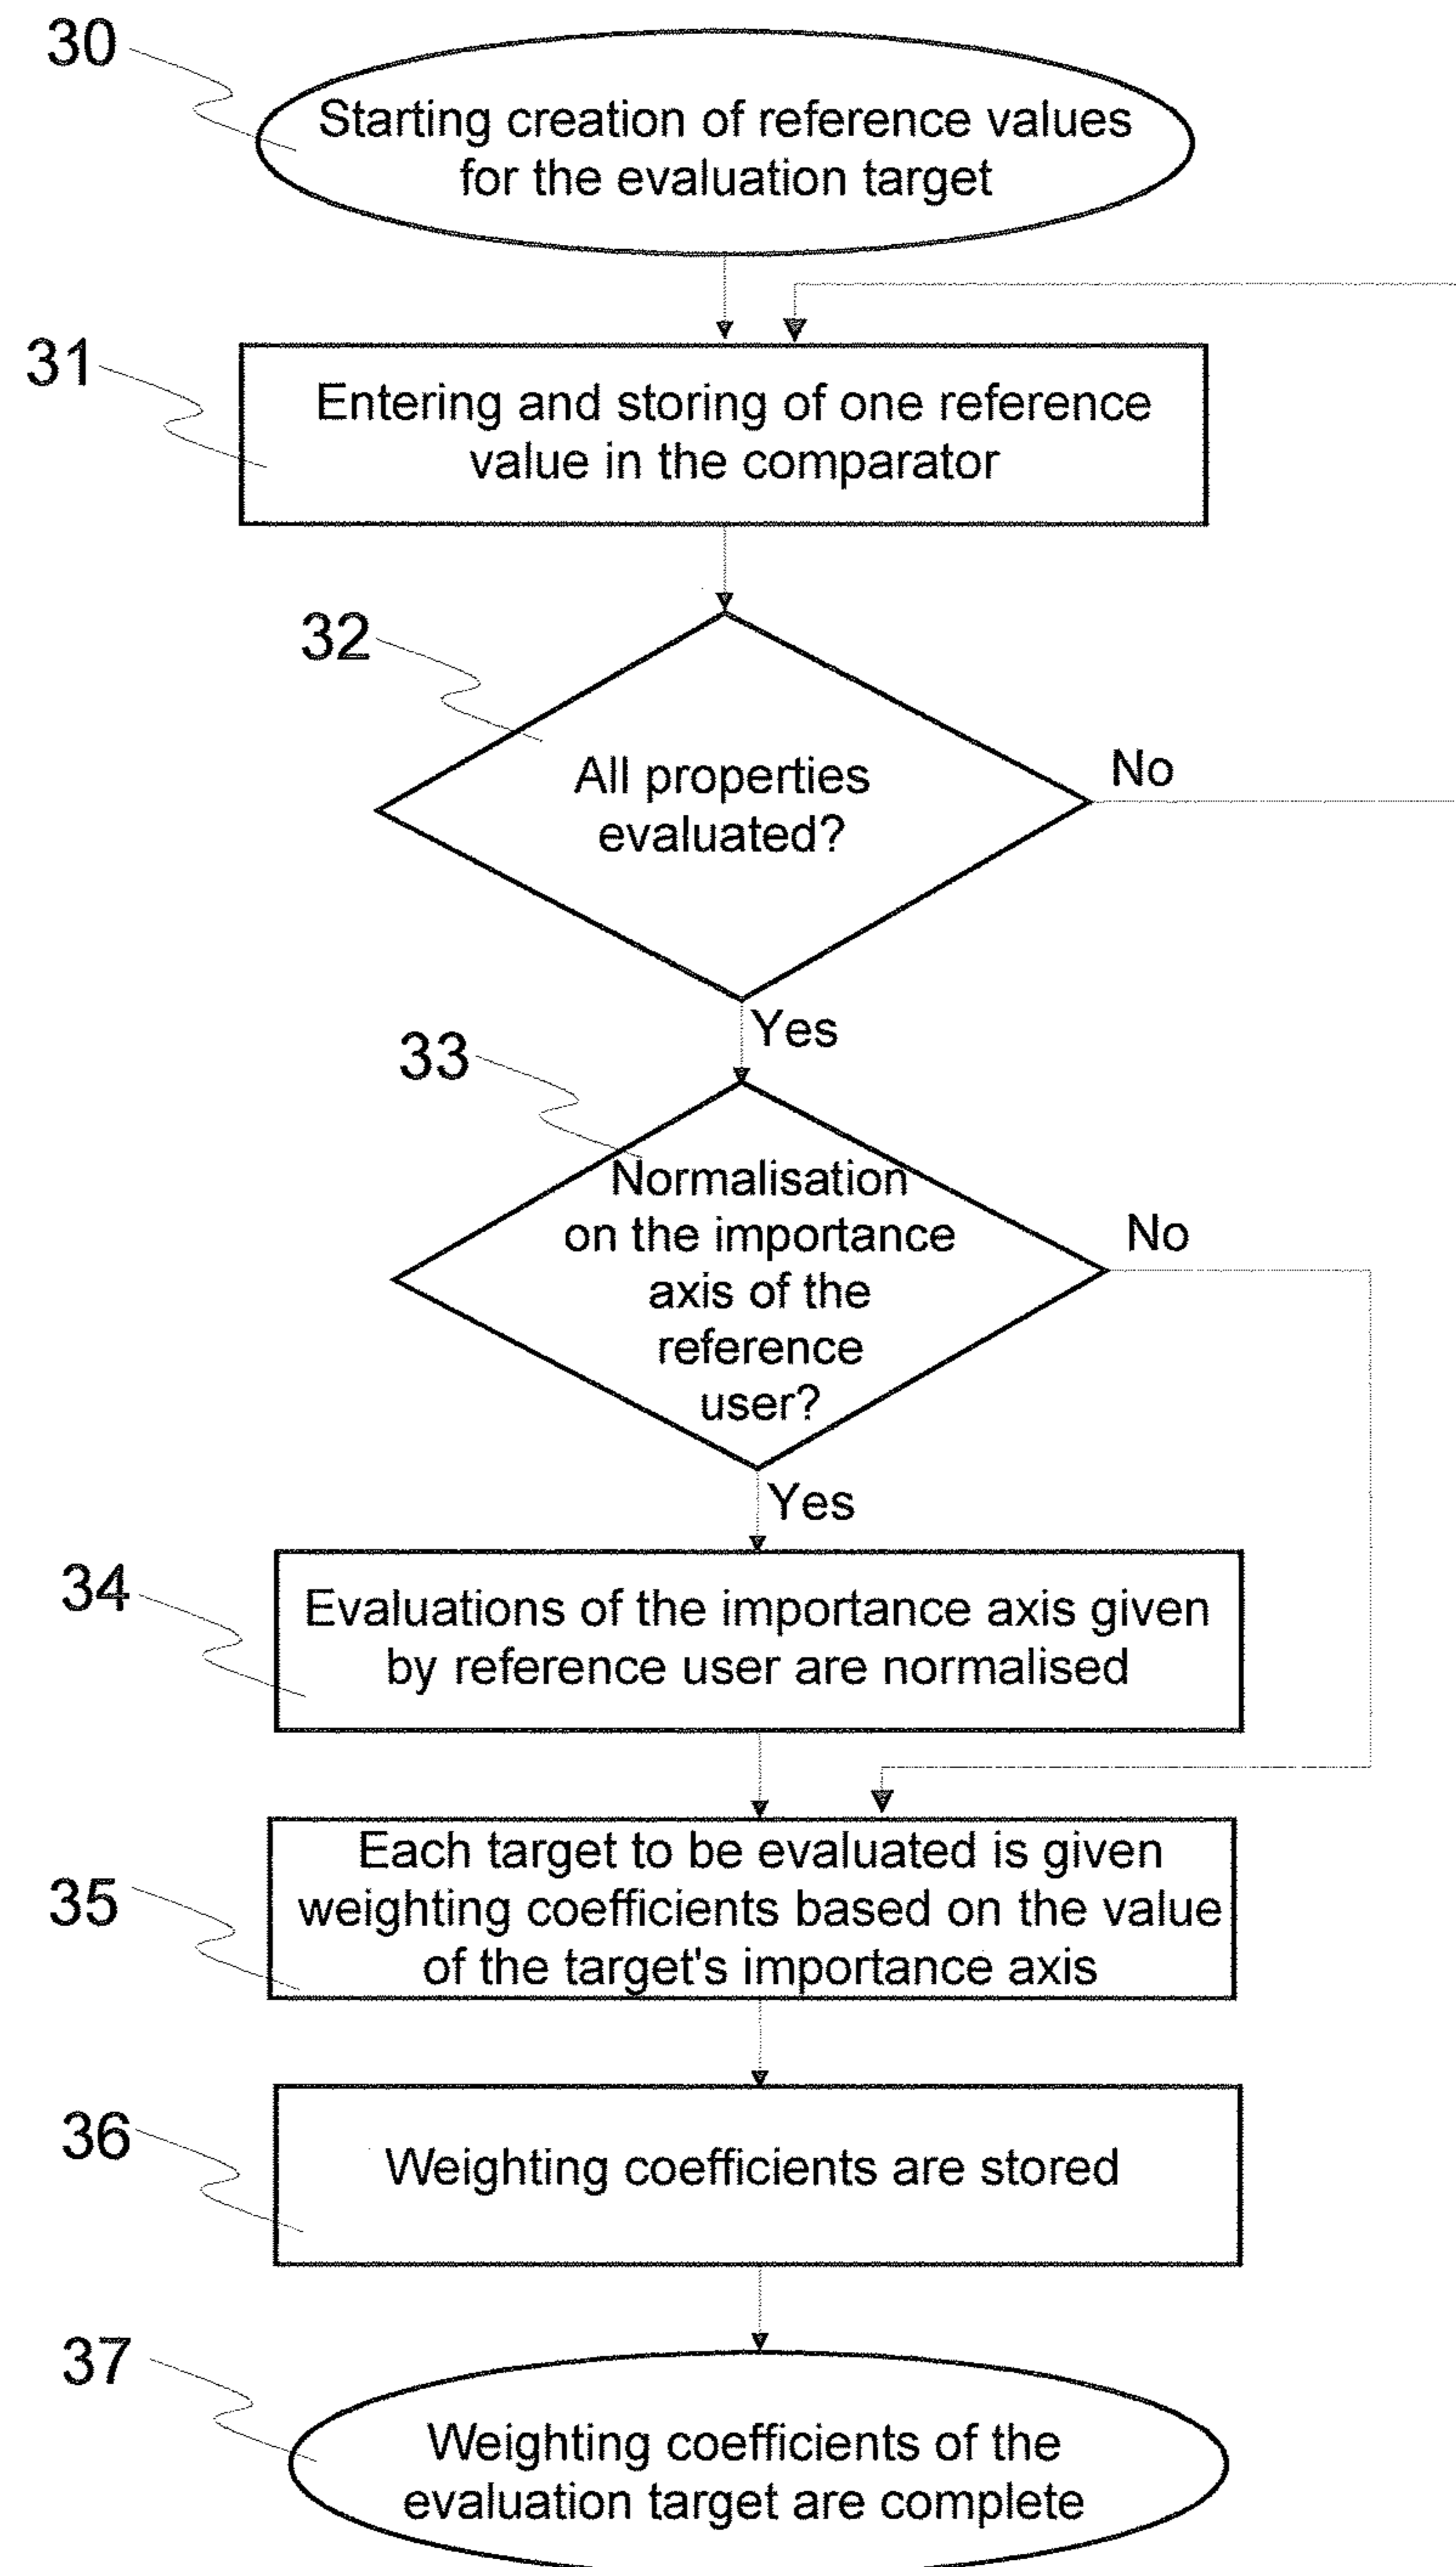 30
Starting creation of reference values
for the evaluation target
31
Entering and storing of one reference
value in the comparator
32
All properties
evaluated?
No
Yes
33
Normalisation
on the importance
axis of the
reference
user?
No
Yes
34
Evaluations of the importance axis given
by reference user are normalised
35
Each target to be evaluated is given
weighting coefficients based on the value
of the target's importance axis
36
Weighting coefficients are stored
37
Weighting coefficients of the
evaluation target are complete